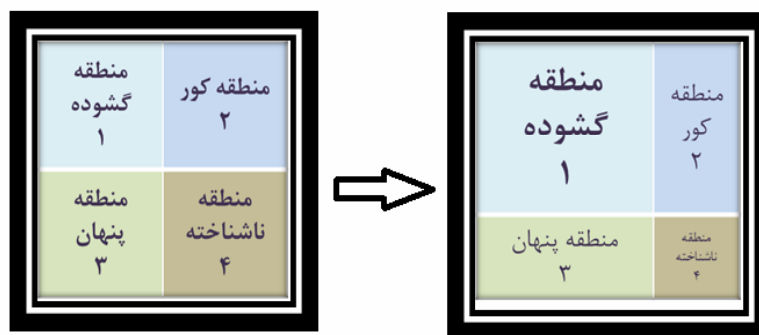 منطقه
گشوده
۱
منطقه کور
۲
منطقه
پنهان
۳
منطقه
ناشناخته
۴
منطقه
گشوده
۱
منطقه
کور
۲
منطقه پنهان
۳
منطقه
ناشناخته
۴